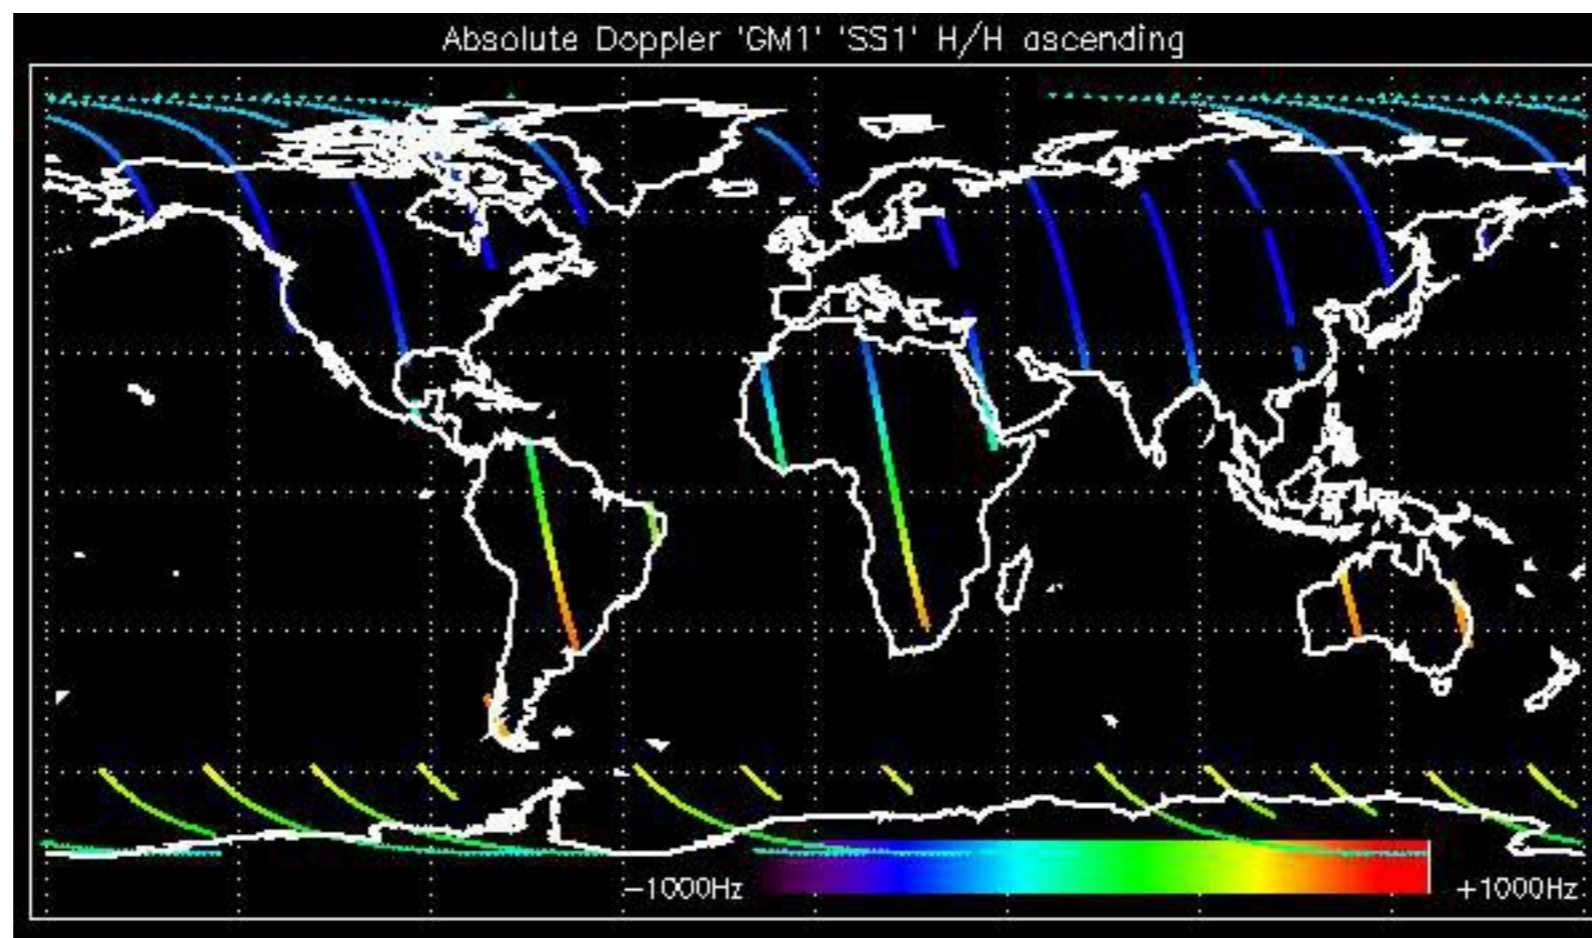 Absolute Doppler 'GM1' 'SS1' H/H ascending
-1000Hz
+1000Hz